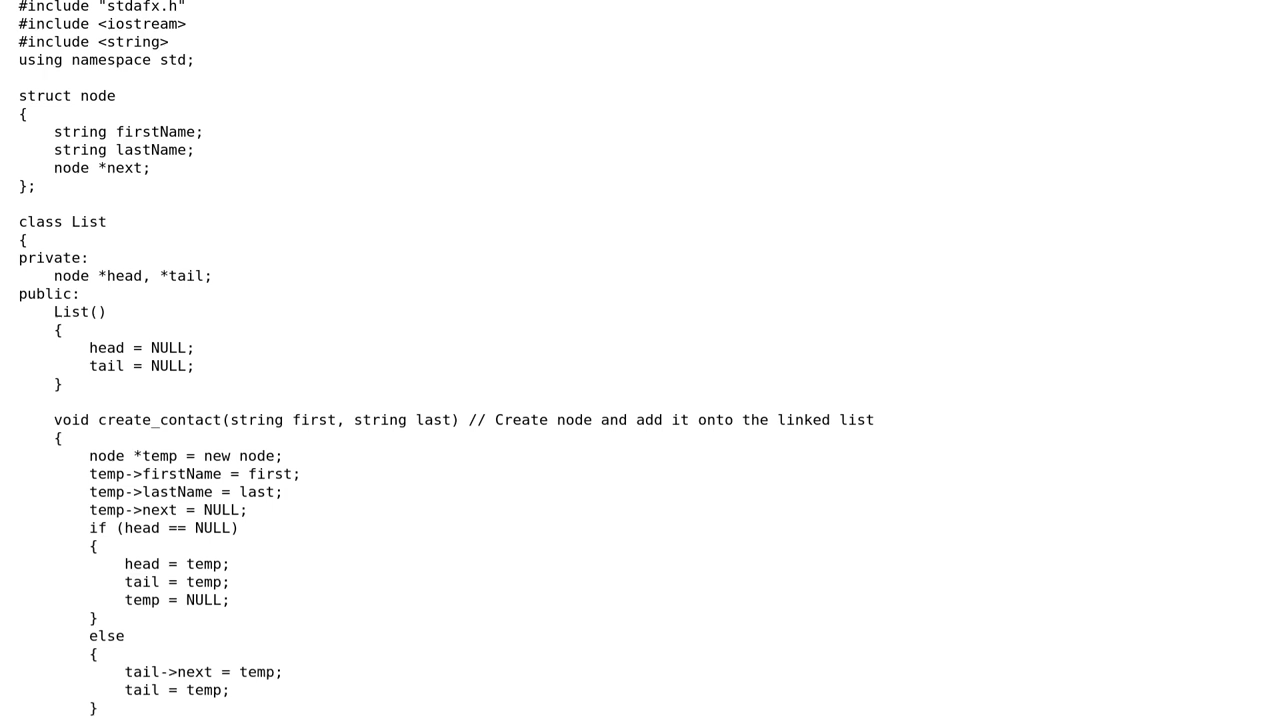 #include "stdafx.h"
#include <iostream>
#include <string>
using namespace std;

struct node
{
    string firstName;
    string lastName;
    node *next;
};

class List
{
private:
    node *head, *tail;
public:
    List()
    {
        head = NULL;
        tail = NULL;
    }

    void create_contact(string first, string last) // Create node and add it onto the linked list
    {
        node *temp = new node;
        temp->firstName = first;
        temp->lastName = last;
        temp->next = NULL;
        if (head == NULL)
        {
            head = temp;
            tail = temp;
            temp = NULL;
        }
        else
        {
            tail->next = temp;
            tail = temp;
        }